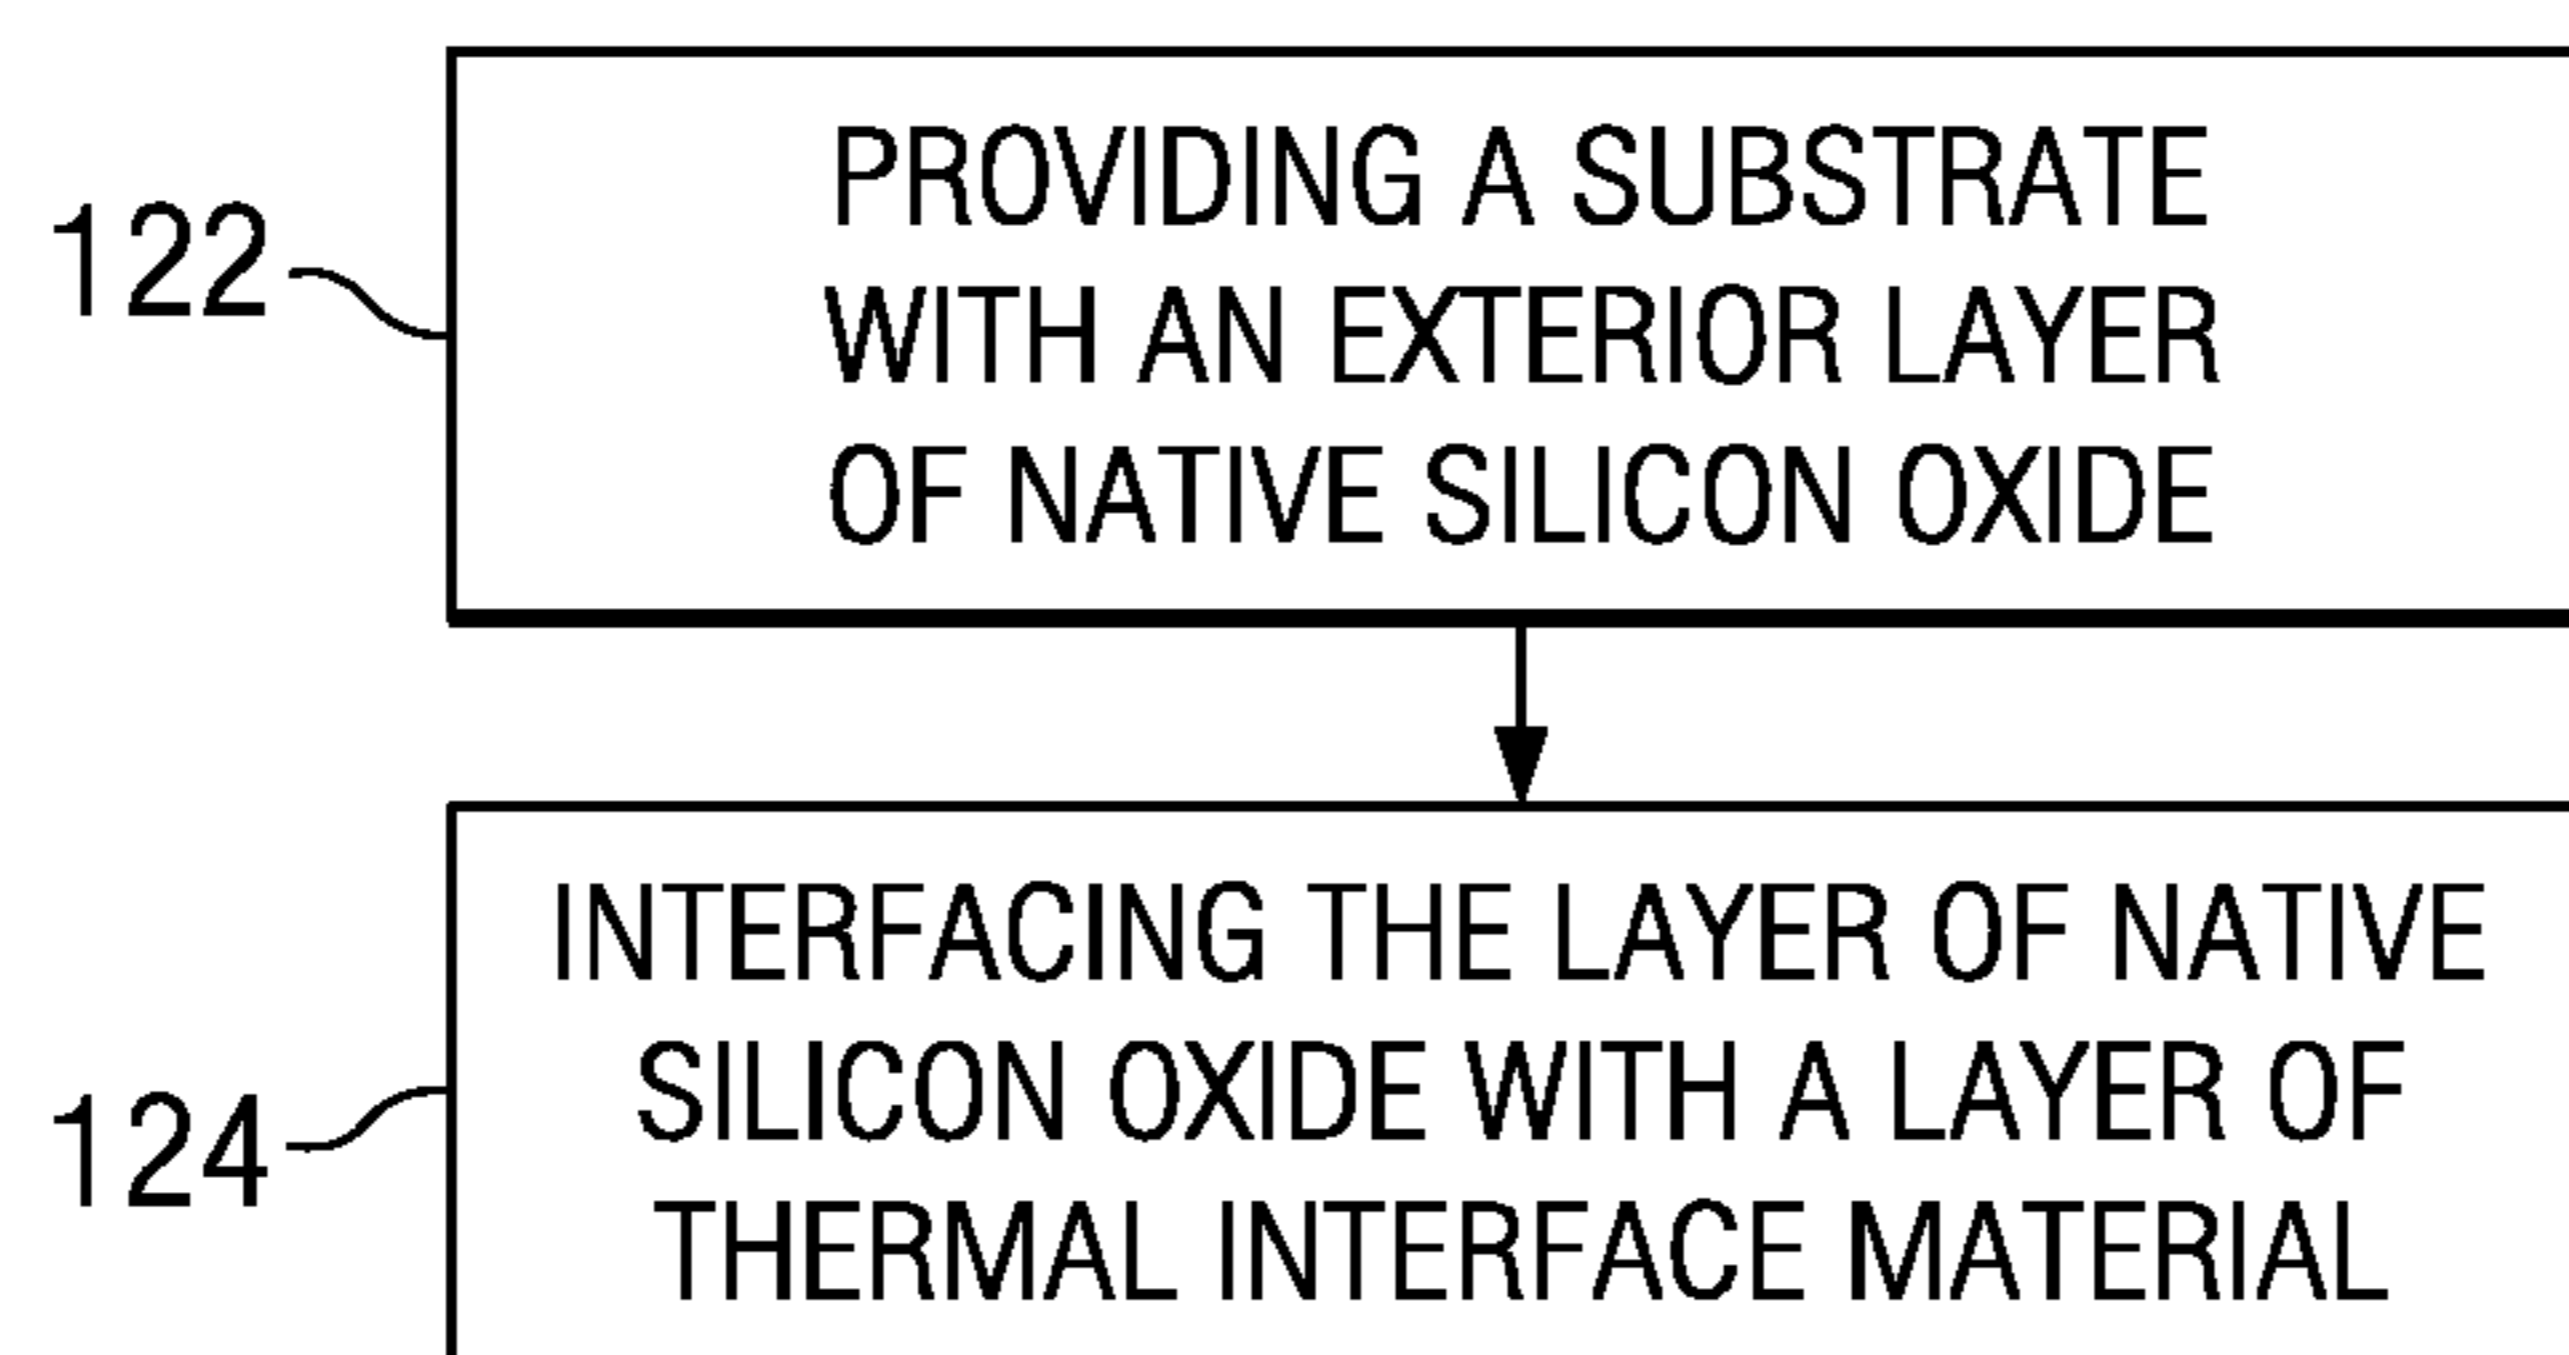 122
PROVIDING A SUBSTRATE
WITH AN EXTERIOR LAYER
OF NATIVE SILICON OXIDE
124
INTERFACING THE LAYER OF NATIVE
SILICON OXIDE WITH A LAYER OF
THERMAL INTERFACE MATERIAL